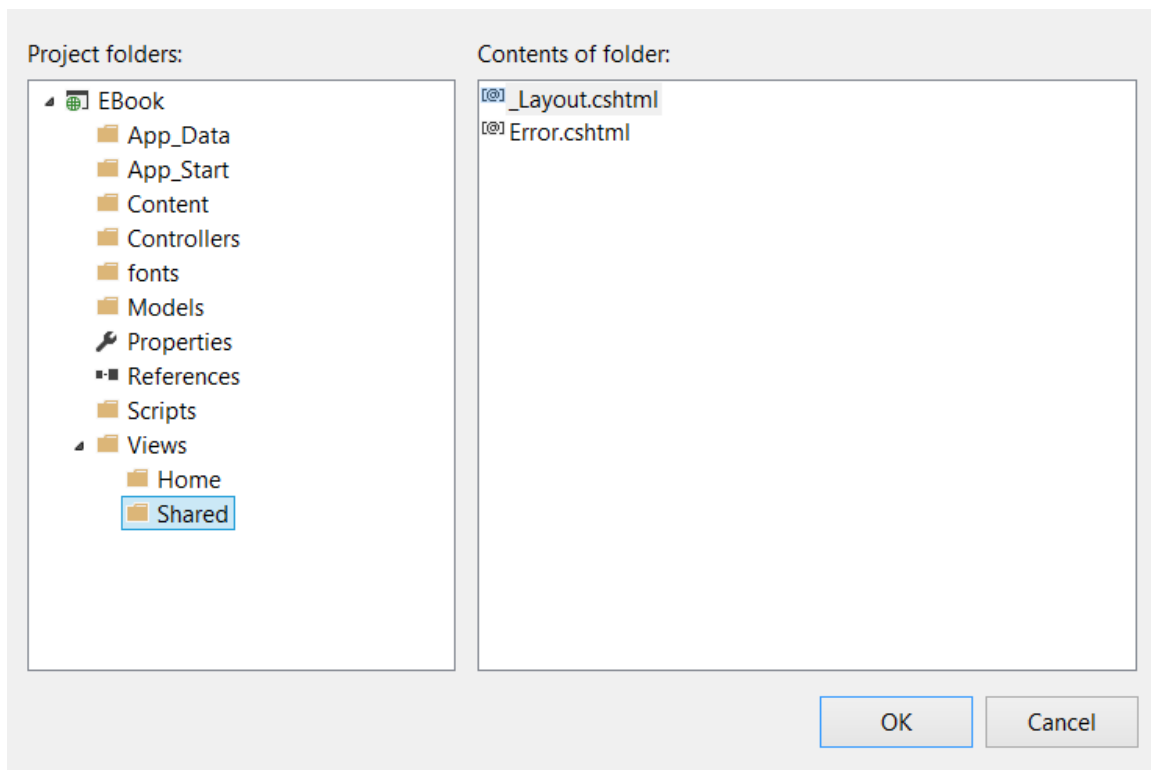 Project folders:
EBook
App_Data
App_Start
Content
Controllers
fonts
Models
Properties
References
Scripts
Views
Home
Shared
Contents of folder:
[@] _Layout.cshtml
[@] Error.cshtml
OK
Cancel